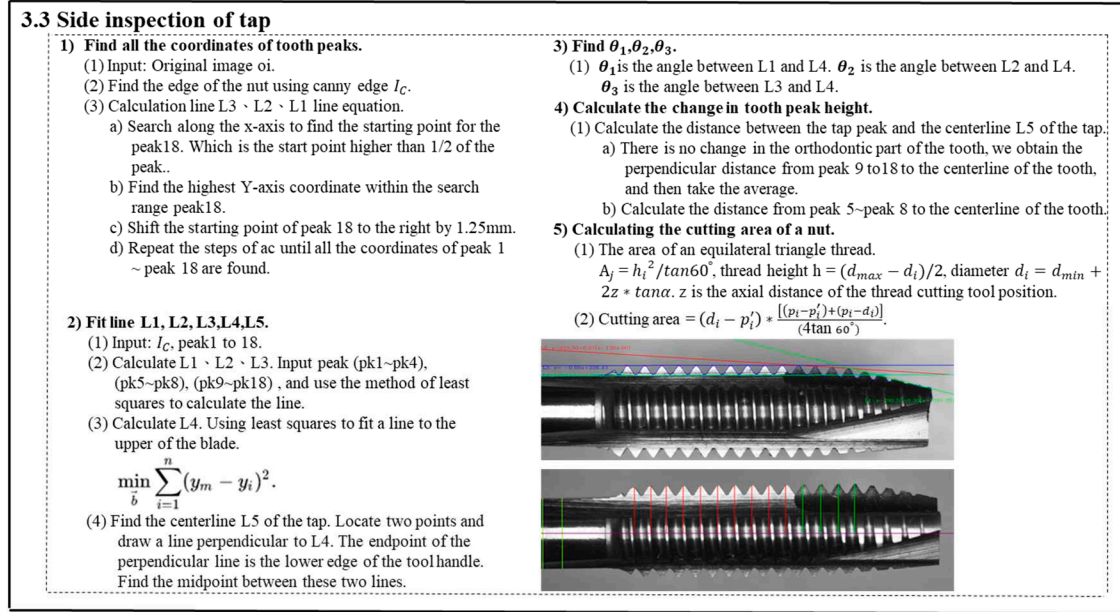 3.3 Side inspection of tap
1) Find all the coordinates of tooth peaks.
(1) Input: Original image oi.
(2) Find the edge of the nut using canny edge I_C.
(3) Calculation line L3、L2、L1 line equation.
a) Search along the x-axis to find the starting point for the
peak18. Which is the start point higher than 1/2 of the
peak..
b) Find the highest Y-axis coordinate within the search
range peak18.
c) Shift the starting point of peak 18 to the right by 1.25mm.
d) Repeat the steps of ac until all the coordinates of peak 1
~ peak 18 are found.
2) Fit line L1, L2, L3,L4,L5.
(1) Input: I_C, peak1 to 18.
(2) Calculate L1、L2、L3. Input peak (pk1~pk4),
(pk5~pk8), (pk9~pk18) , and use the method of least
squares to calculate the line.
(3) Calculate L4. Using least squares to fit a line to the
upper of the blade.
min_{\vec{b}} ∑_{i=1}^{n} (y_m − y_i)².
(4) Find the centerline L5 of the tap. Locate two points and
draw a line perpendicular to L4. The endpoint of the
perpendicular line is the lower edge of the tool handle.
Find the midpoint between these two lines.
3) Find θ₁,θ₂,θ₃.
(1) θ₁is the angle between L1 and L4. θ₂ is the angle between L2 and L4.
θ₃ is the angle between L3 and L4.
4) Calculate the change in tooth peak height.
(1) Calculate the distance between the tap peak and the centerline L5 of the tap.
a) There is no change in the orthodontic part of the tooth, we obtain the
perpendicular distance from peak 9 to18 to the centerline of the tooth,
and then take the average.
b) Calculate the distance from peak 5~peak 8 to the centerline of the tooth.
5) Calculating the cutting area of a nut.
(1) The area of an equilateral triangle thread.
A_j = h_i²/tan60°, thread height h = (d_max − d_i)/2, diameter d_i = d_min +
2z ∗ tanα. z is the axial distance of the thread cutting tool position.
(2) Cutting area = (d_i − p_i′) ∗ [(p_i−p_i′)+(p_i−d_i)]/(4tan 60°).